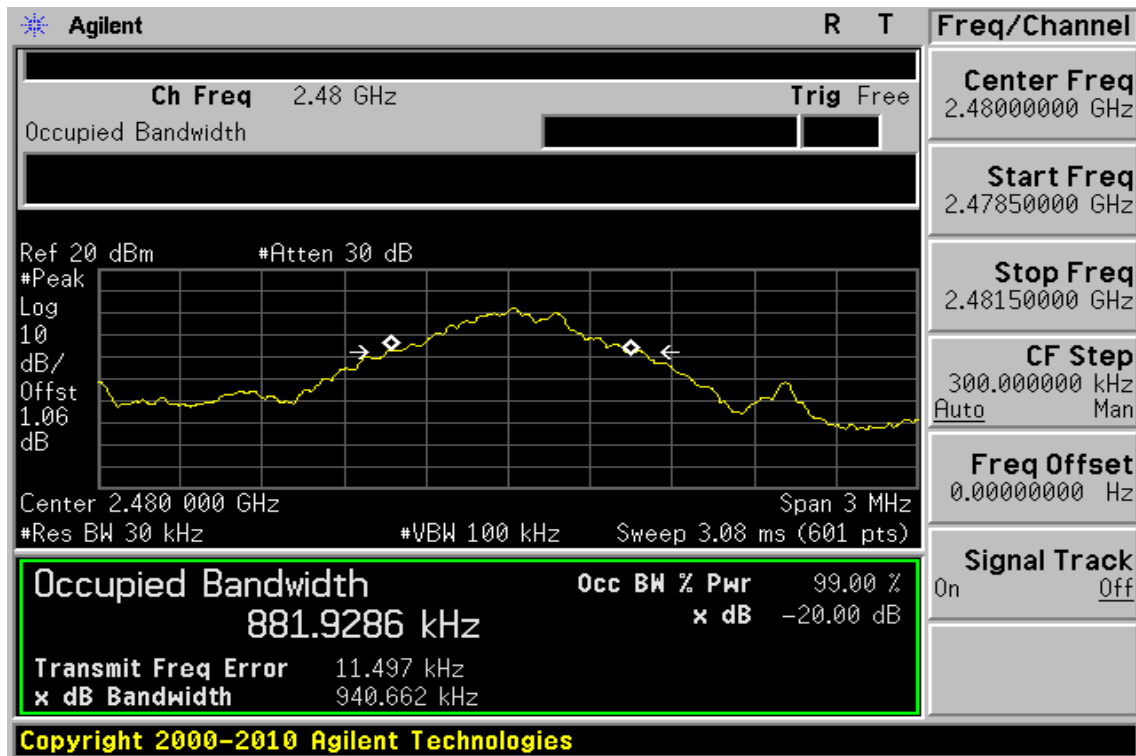 Agilent R T
Freq/Channel
Ch Freq 2.48 GHz Trig Free
Occupied Bandwidth
Center Freq
2.48000000 GHz
Start Freq
2.47850000 GHz
Stop Freq
2.48150000 GHz
CF Step
300.000000 kHz
Auto Man
Freq Offset
0.00000000 Hz
Signal Track
On Off
Ref 20 dBm #Atten 30 dB
#Peak
Log
10
dB/
Offst
1.06
dB
Center 2.480 000 GHz Span 3 MHz
#Res BW 30 kHz #VBW 100 kHz Sweep 3.08 ms (601 pts)
Occupied Bandwidth
881.9286 kHz
Occ BW % Pwr 99.00 %
x dB -20.00 dB
Transmit Freq Error 11.497 kHz
x dB Bandwidth 940.662 kHz
Copyright 2000-2010 Agilent Technologies